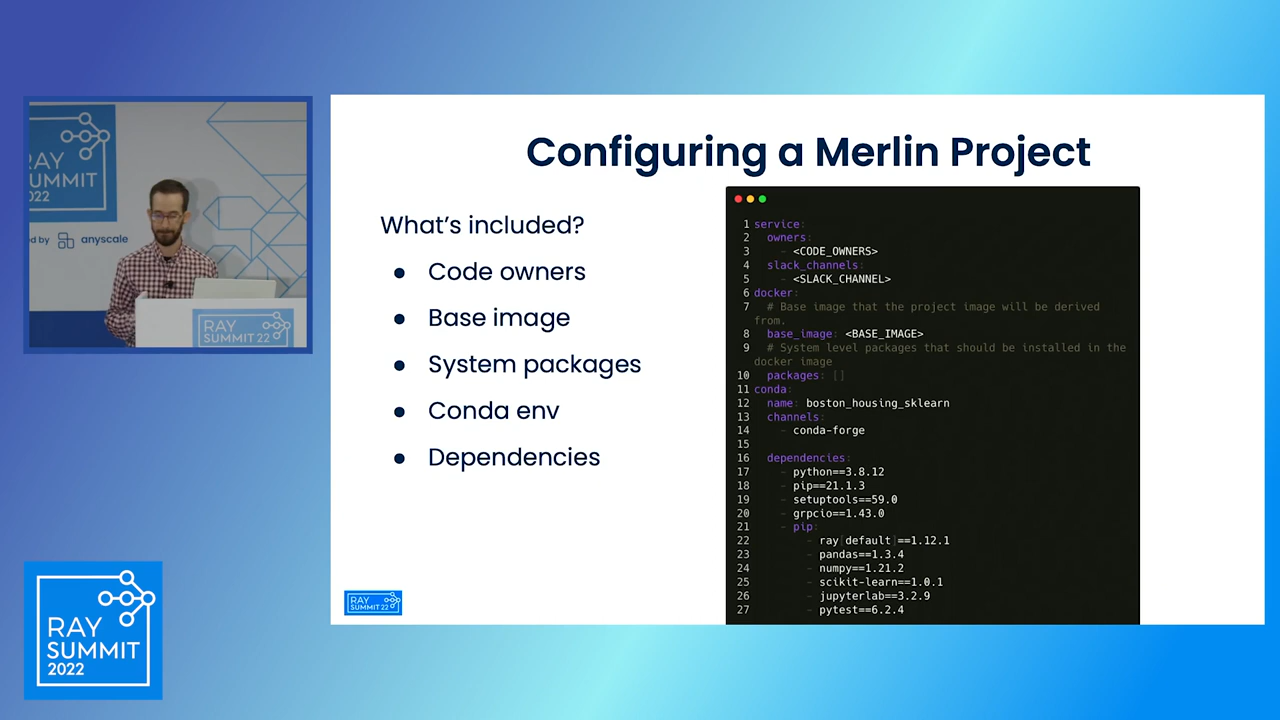 RAY
SUMMIT
2022
ed by anyscale
RAY
SUMMIT 22
Configuring a Merlin Project
What's included?
● Code owners
● Base image
● System packages
● Conda env
● Dependencies
1 service:
2 owners:
3 - <CODE_OWNERS>
4 slack_channels:
5 - <SLACK_CHANNEL>
6 docker:
7 # Base image that the project image will be derived
from.
8 base_image: <BASE_IMAGE>
9 # System level packages that should be installed in the
docker image
10 packages: []
11 conda:
12 name: boston_housing_sklearn
13 channels:
14 - conda-forge
15
16 dependencies:
17 - python==3.8.12
18 - pip==21.1.3
19 - setuptools==59.0
20 - grpcio==1.43.0
21 - pip:
22 - ray[default]==1.12.1
23 - pandas==1.3.4
24 - numpy==1.21.2
25 - scikit-learn==1.0.1
26 - jupyterlab==3.2.9
27 - pytest==6.2.4
RAY
SUMMIT 22
RAY
SUMMIT
2022